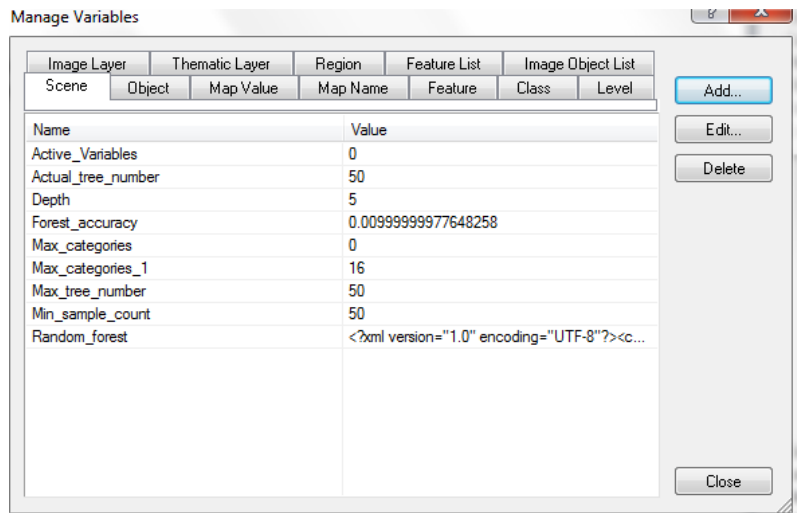 Manage Variables
?
X
Image Layer Thematic Layer Region Feature List Image Object List
Scene Object Map Value Map Name Feature Class Level
Add...
Name Value
Edit...
Active_Variables 0
Actual_tree_number 50
Delete
Depth 5
Forest_accuracy 0.00999999977648258
Max_categories 0
Max_categories_1 16
Max_tree_number 50
Min_sample_count 50
Random_forest <?xml version="1.0" encoding="UTF-8"?><c...
Close